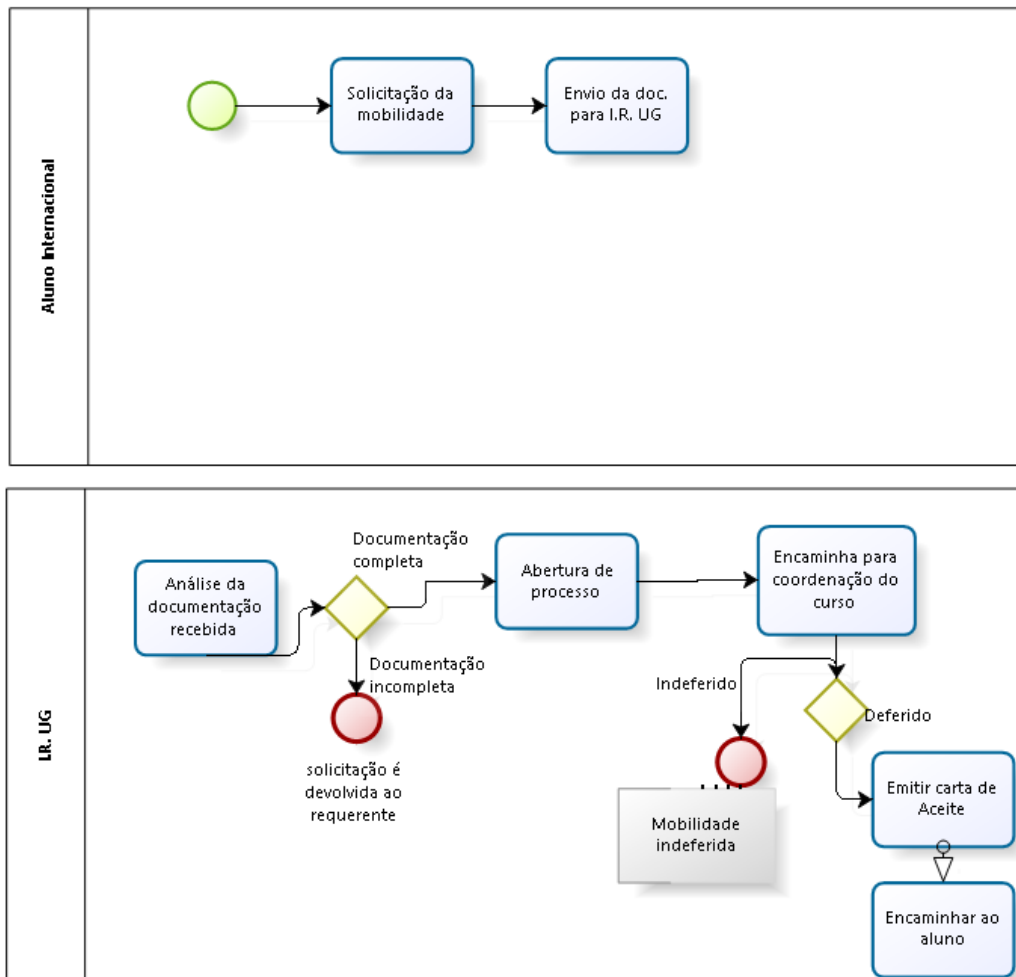 Aluno Internacional
Solicitação da
mobilidade
Envio da doc.
para I.R. UG
I.R. UG
Análise da
documentação
recebida
Documentação
completa
Documentação
incompleta
solicitação é
devolvida ao
requerente
Abertura de
processo
Encaminha para
coordenação do
curso
Indeferido
Deferido
Mobilidade
indeferida
Emitir carta de
Aceite
Encaminhar ao
aluno